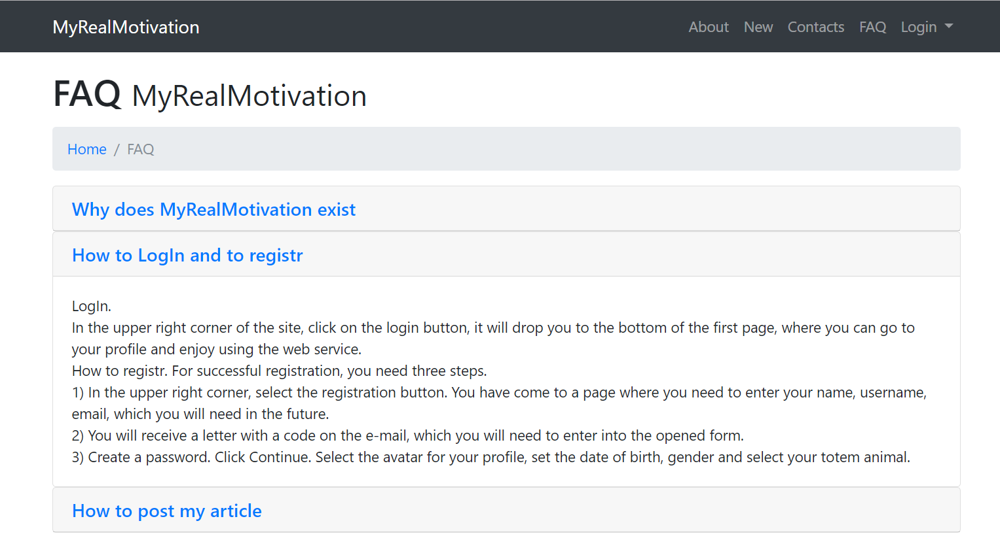 MyRealMotivation
About New Contacts FAQ Login
FAQ MyRealMotivation
Home / FAQ
Why does MyRealMotivation exist
How to LogIn and to registr
LogIn.
In the upper right corner of the site, click on the login button, it will drop you to the bottom of the first page, where you can go to
your profile and enjoy using the web service.
How to registr. For successful registration, you need three steps.
1) In the upper right corner, select the registration button. You have come to a page where you need to enter your name, username,
email, which you will need in the future.
2) You will receive a letter with a code on the e-mail, which you will need to enter into the opened form.
3) Create a password. Click Continue. Select the avatar for your profile, set the date of birth, gender and select your totem animal.
How to post my article